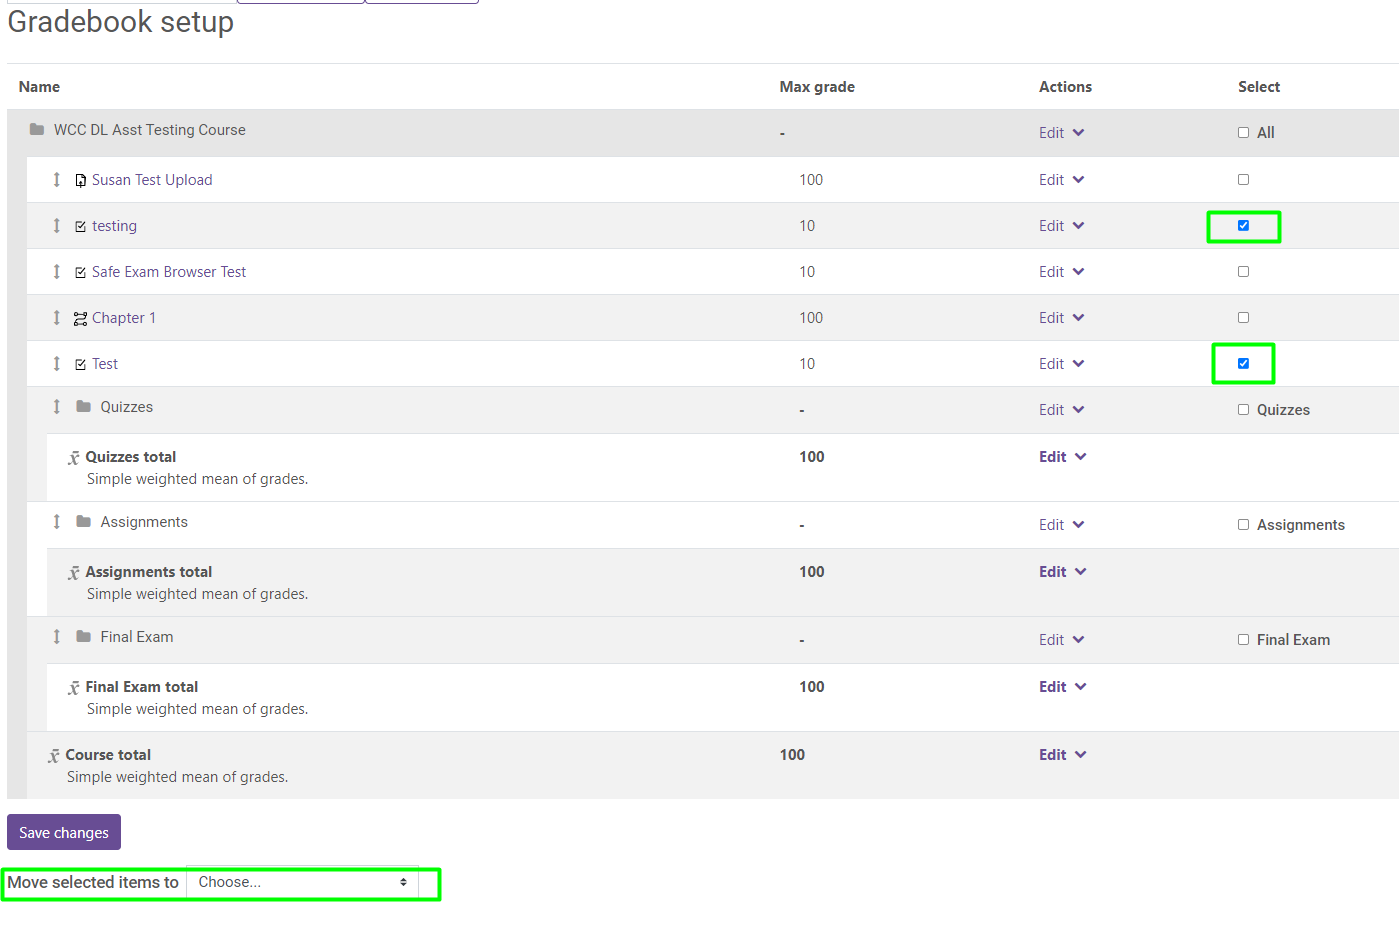 Gradebook setup
Name Max grade Actions Select
WCC DL Asst Testing Course - Edit All
Susan Test Upload 100 Edit
testing 10 Edit
Safe Exam Browser Test 10 Edit
Chapter 1 100 Edit
Test 10 Edit
Quizzes - Edit Quizzes
x̄ Quizzes total 100 Edit
Simple weighted mean of grades.
Assignments - Edit Assignments
x̄ Assignments total 100 Edit
Simple weighted mean of grades.
Final Exam - Edit Final Exam
x̄ Final Exam total 100 Edit
Simple weighted mean of grades.
x̄ Course total 100 Edit
Simple weighted mean of grades.
Save changes
Move selected items to Choose...